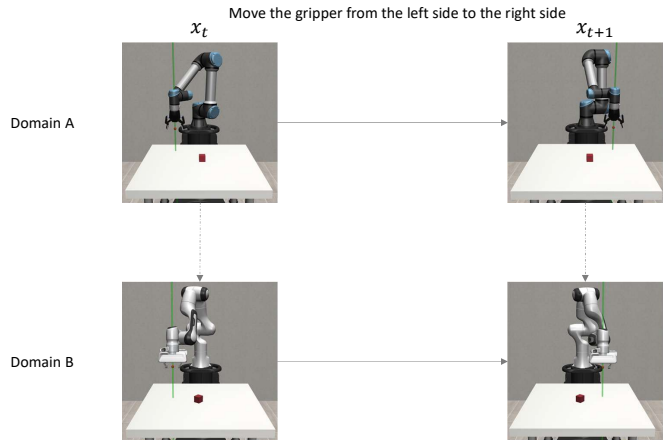 Move the gripper from the left side to the right side
x_t
x_{t+1}
Domain A
Domain B